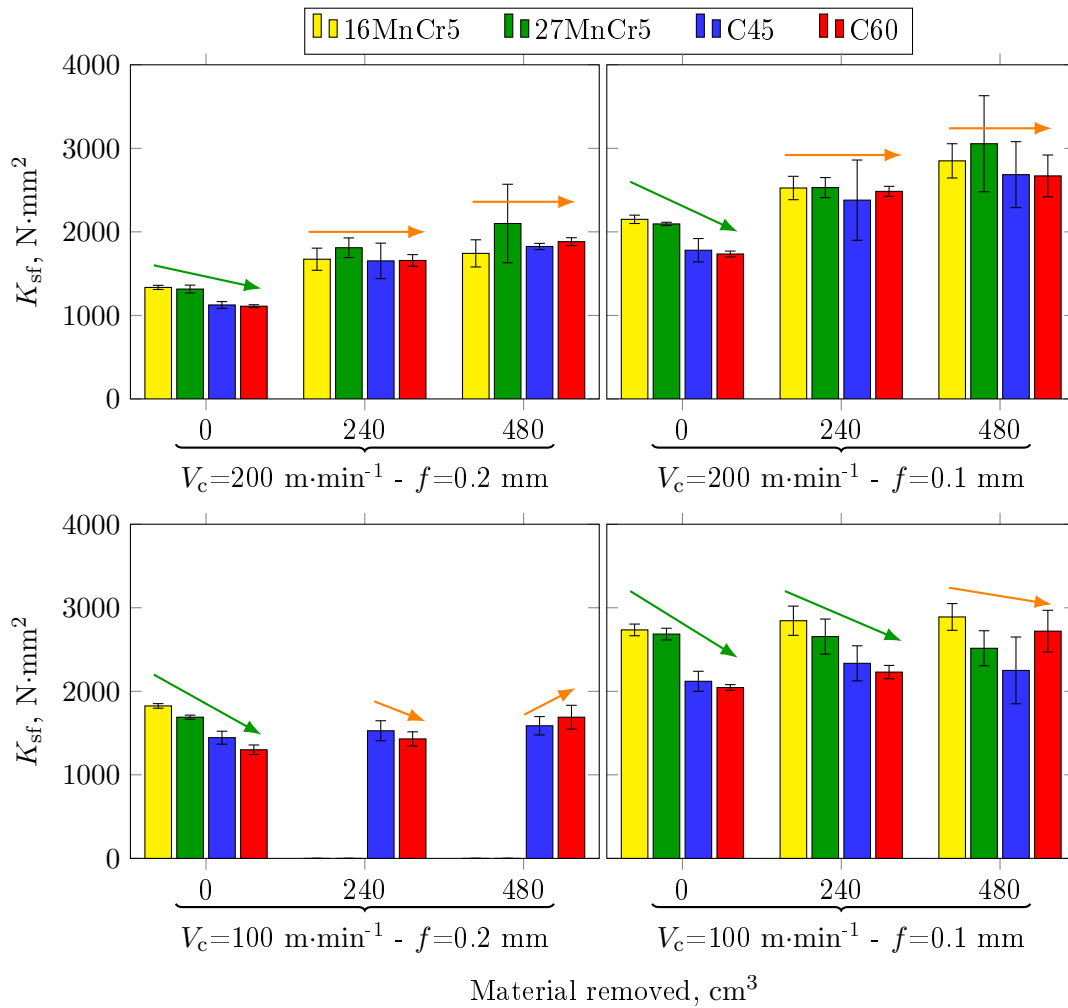 16MnCr5 27MnCr5 C45 C60
4000
3000
2000
1000
0
K_sf, N·mm²
0 240 480
0 240 480
V_c=200 m·min⁻¹ - f=0.2 mm
V_c=200 m·min⁻¹ - f=0.1 mm
4000
3000
2000
1000
0
K_sf, N·mm²
0 240 480
0 240 480
V_c=100 m·min⁻¹ - f=0.2 mm
V_c=100 m·min⁻¹ - f=0.1 mm
Material removed, cm³